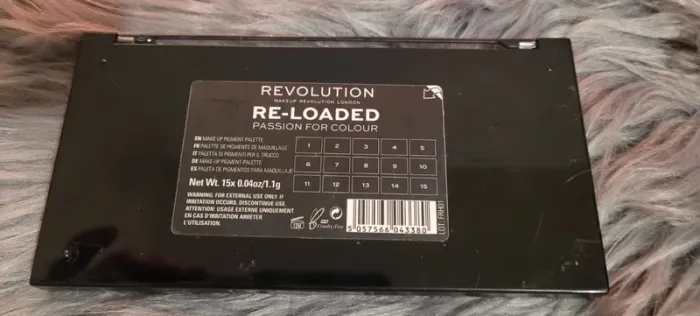 REVOLUTION
MAKEUP REVOLUTION LONDON
RE-LOADED
PASSION FOR COLOUR
EN MAKE UP PIGMENT PALETTE
FR PALETTE DE PIGMENTS DE MAQUILLAGE
IT PALETTA DI PIGMENTI PER IL TRUCCO
DE MAKE-UP PIGMENT PALETTE
ES PALETA DE PIGMENTOS PARA MAQUILLAJE
Net Wt. 15x 0.04oz/1.1g
WARNING: FOR EXTERNAL USE ONLY. IF
IRRITATION OCCURS, DISCONTINUE USE.
ATTENTION: USAGE EXTERNE UNIQUEMENT.
EN CAS D'IRRITATION ARRÊTER
L'UTILISATION.
1 2 3 4 5
6 7 8 9 10
11 12 13 14 15
Cruelty-Free
5 057566 043380